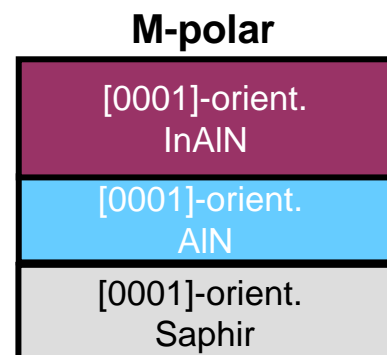 M-polar
[0001]-orient.
InAlN
[0001]-orient.
AlN
[0001]-orient.
Saphir